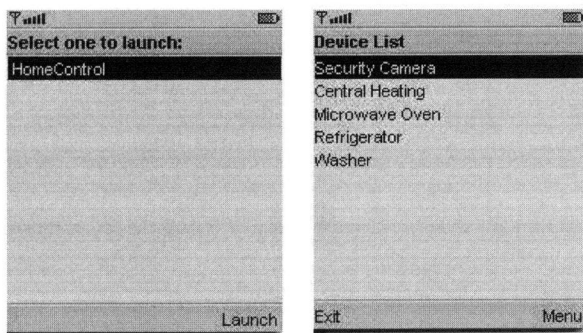 Select one to launch:
HomeControl
Launch
Device List
Security Camera
Central Heating
Microwave Oven
Refrigerator
Washer
Exit Menu